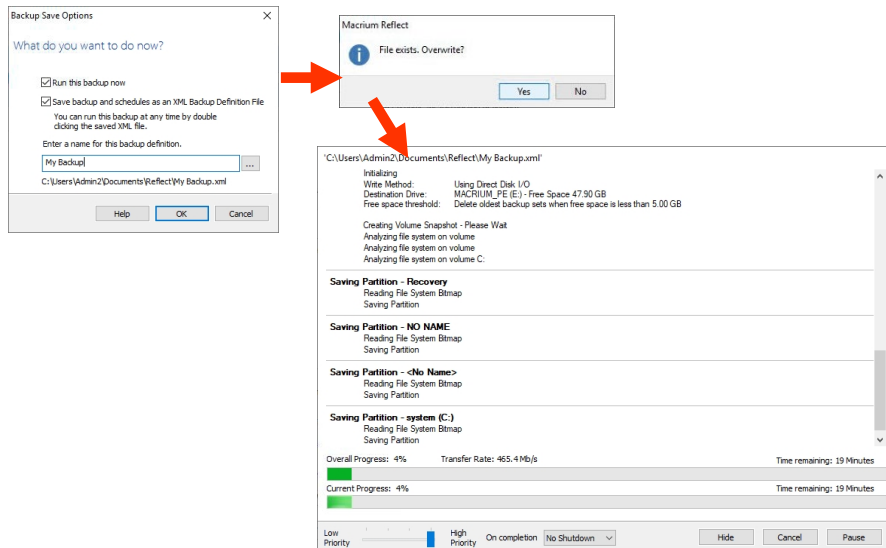 Backup Save Options
What do you want to do now?
Run this backup now
Save backup and schedules as an XML Backup Definition File
You can run this backup at any time by double
clicking the saved XML file.
Enter a name for this backup definition.
My Backup
...
C:\Users\Admin2\Documents\Reflect\My Backup.xml
Help OK Cancel
Macrium Reflect
File exists. Overwrite?
Yes No
'C:\Users\Admin2\Documents\Reflect\My Backup.xml'
Initializing
Write Method: Using Direct Disk I/O
Destination Drive: MACRIUM_PE (E:) - Free Space 47.90 GB
Free space threshold: Delete oldest backup sets when free space is less than 5.00 GB
Creating Volume Snapshot - Please Wait
Analyzing file system on volume
Analyzing file system on volume
Analyzing file system on volume C:
Saving Partition - Recovery
Reading File System Bitmap
Saving Partition
Saving Partition - NO NAME
Reading File System Bitmap
Saving Partition
Saving Partition - <No Name>
Reading File System Bitmap
Saving Partition
Saving Partition - system (C:)
Reading File System Bitmap
Saving Partition
Overall Progress: 4% Transfer Rate: 465.4 Mb/s Time remaining: 19 Minutes
Current Progress: 4% Time remaining: 19 Minutes
Low Priority High Priority On completion No Shutdown Hide Cancel Pause